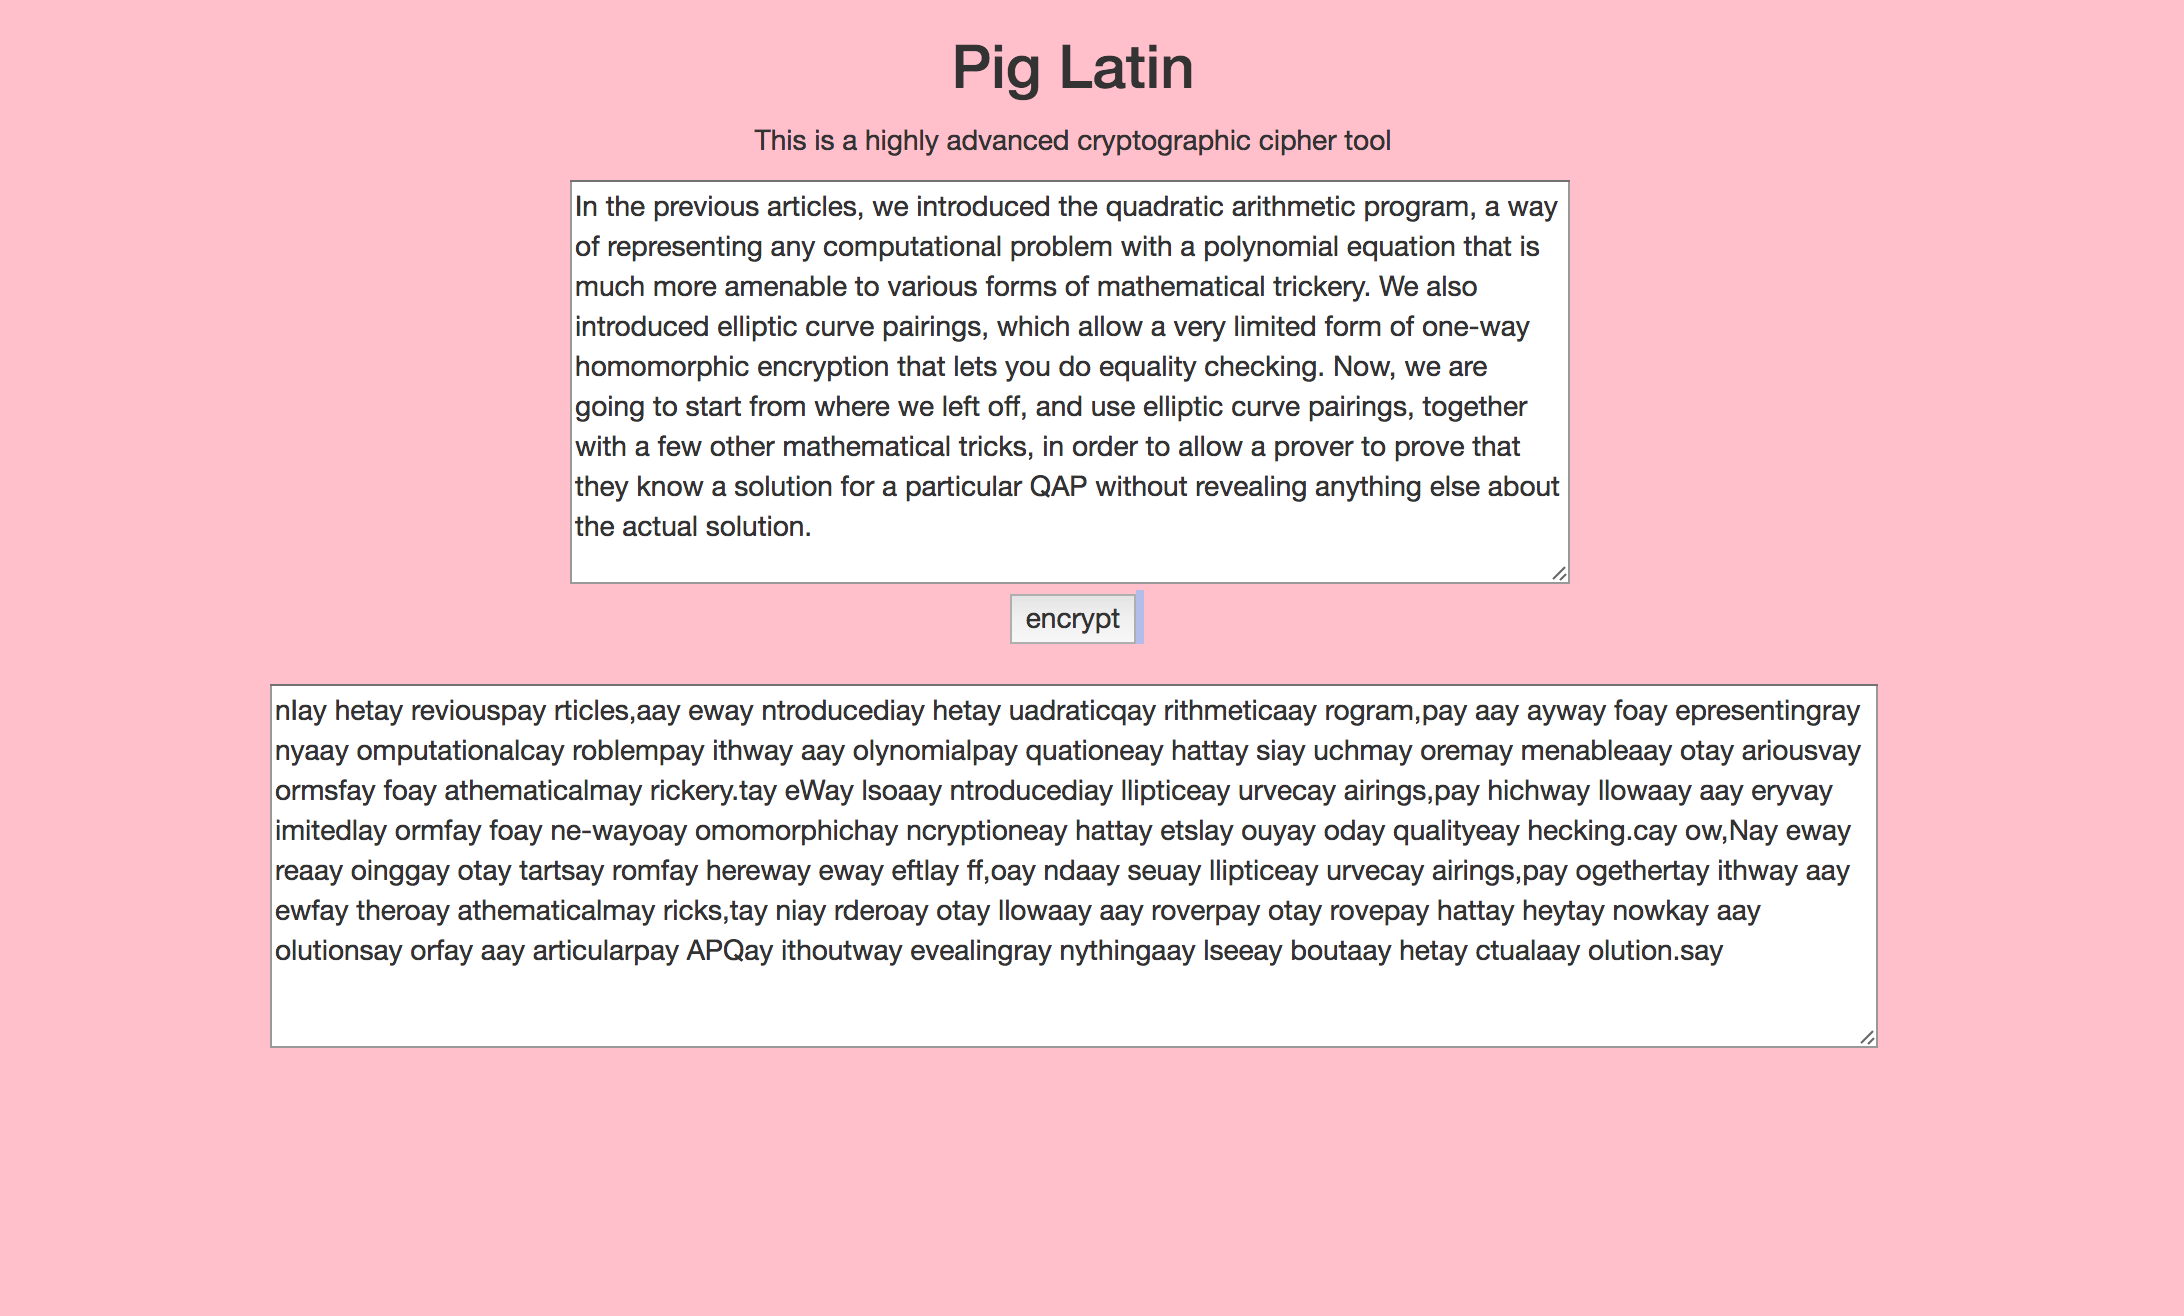 Pig Latin
This is a highly advanced cryptographic cipher tool
In the previous articles, we introduced the quadratic arithmetic program, a way
of representing any computational problem with a polynomial equation that is
much more amenable to various forms of mathematical trickery. We also
introduced elliptic curve pairings, which allow a very limited form of one-way
homomorphic encryption that lets you do equality checking. Now, we are
going to start from where we left off, and use elliptic curve pairings, together
with a few other mathematical tricks, in order to allow a prover to prove that
they know a solution for a particular QAP without revealing anything else about
the actual solution.
encrypt
nIay hetay reviouspay rticles,aay eway ntroducediay hetay uadraticqay rithmeticaay rogram,pay aay ayway foay epresentingray
nyaay omputationalcay roblempay ithway aay olynomialpay quationeay hattay siay uchmay oremay menableaay otay ariousvay
ormsfay foay athematicalmay rickery.tay eWay lsoaay ntroducediay llipticeay urvecay airings,pay hichway llowaay aay eryvay
imitedlay ormfay foay ne-wayoay omomorphichay ncryptioneay hattay etslay ouyay oday qualityeay hecking.cay ow,Nay eway
reaay oinggay otay tartsay romfay hereway eway eftlay ff,oay ndaay seuay llipticeay urvecay airings,pay ogethertay ithway aay
ewfay theroay athematicalmay ricks,tay niay rderoay otay llowaay aay roverpay otay rovepay hattay heytay nowkay aay
olutionsay orfay aay articularpay APQay ithoutway evealingray nythingaay lseeay boutaay hetay ctualaay olution.say